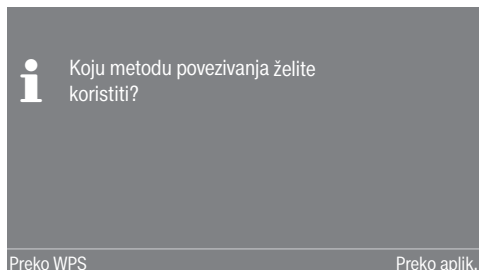 Koju metodu povezivanja želite
koristiti?
Preko WPS
Preko aplik.